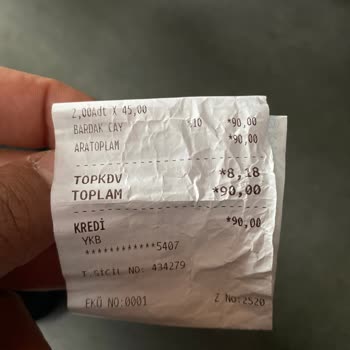 2,00Adt X 45,00
BARDAK ÇAY %10 *90,00
ARATOPLAM *90,00
TOPKDV *8,18
TOPLAM *90,00
KREDİ *90,00
YKB
************5407
T.SİCİL NO: 434279
EKÜ NO:0001 Z No:2520